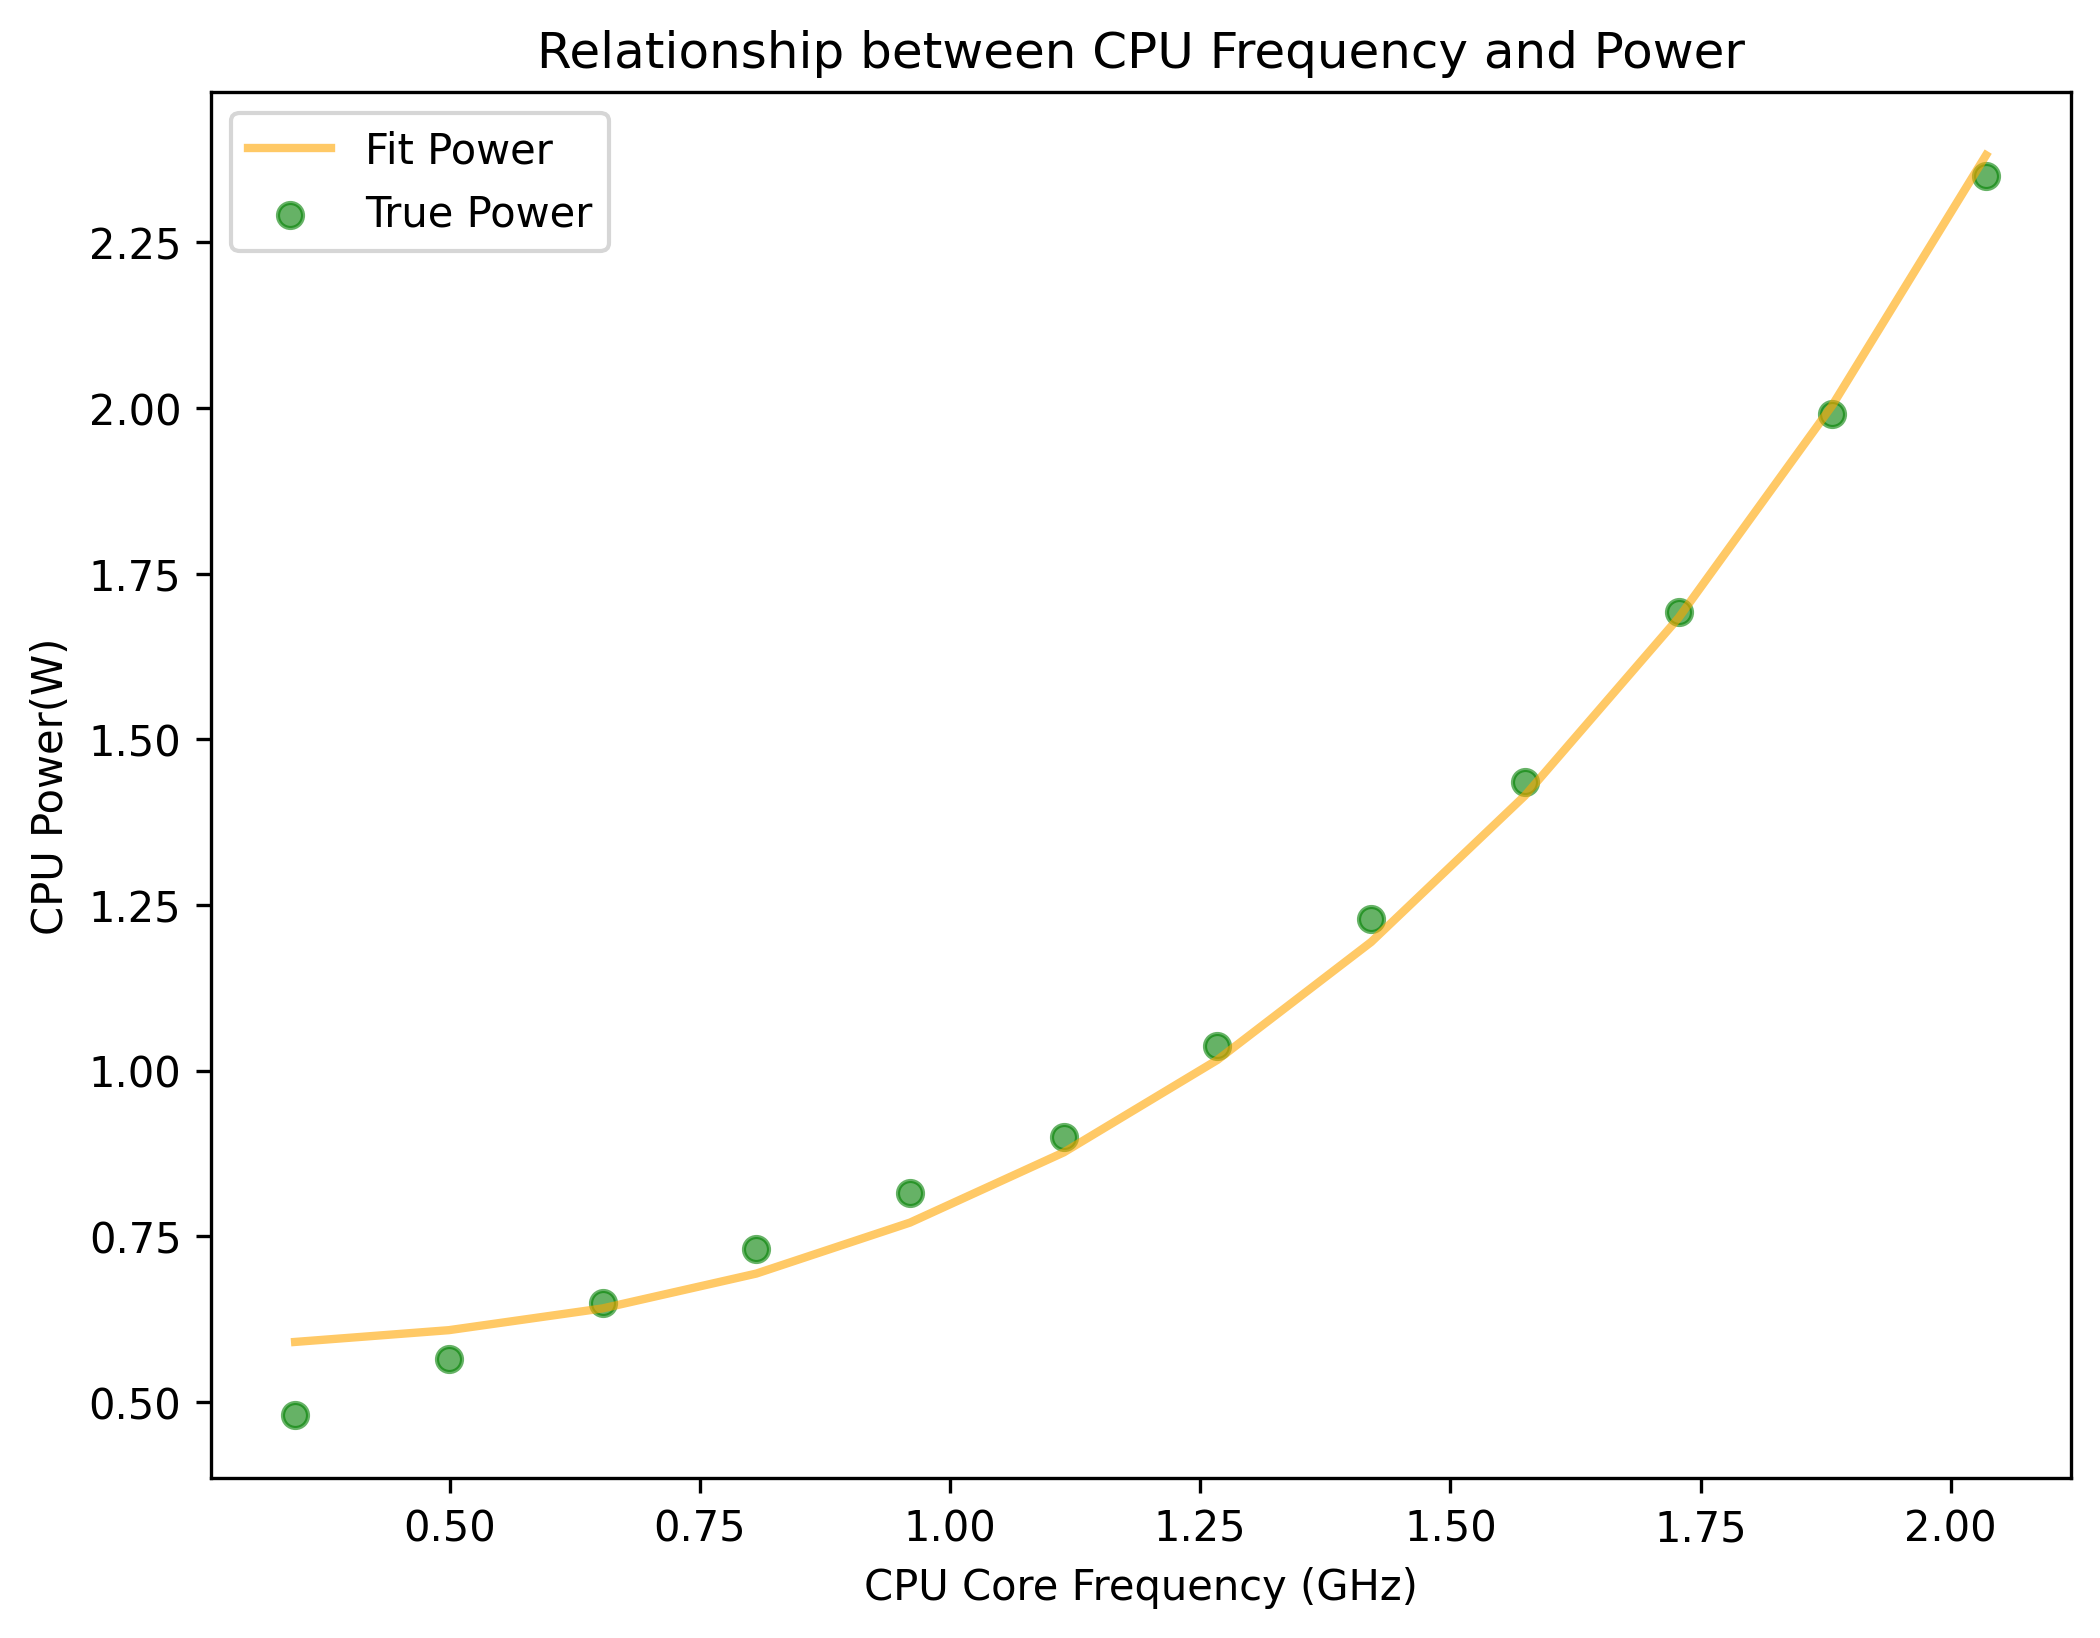 Relationship between CPU Frequency and Power
Fit Power
True Power
2.25
2.00
1.75
1.50
1.25
1.00
0.75
0.50
CPU Power(W)
0.50 0.75 1.00 1.25 1.50 1.75 2.00
CPU Core Frequency (GHz)